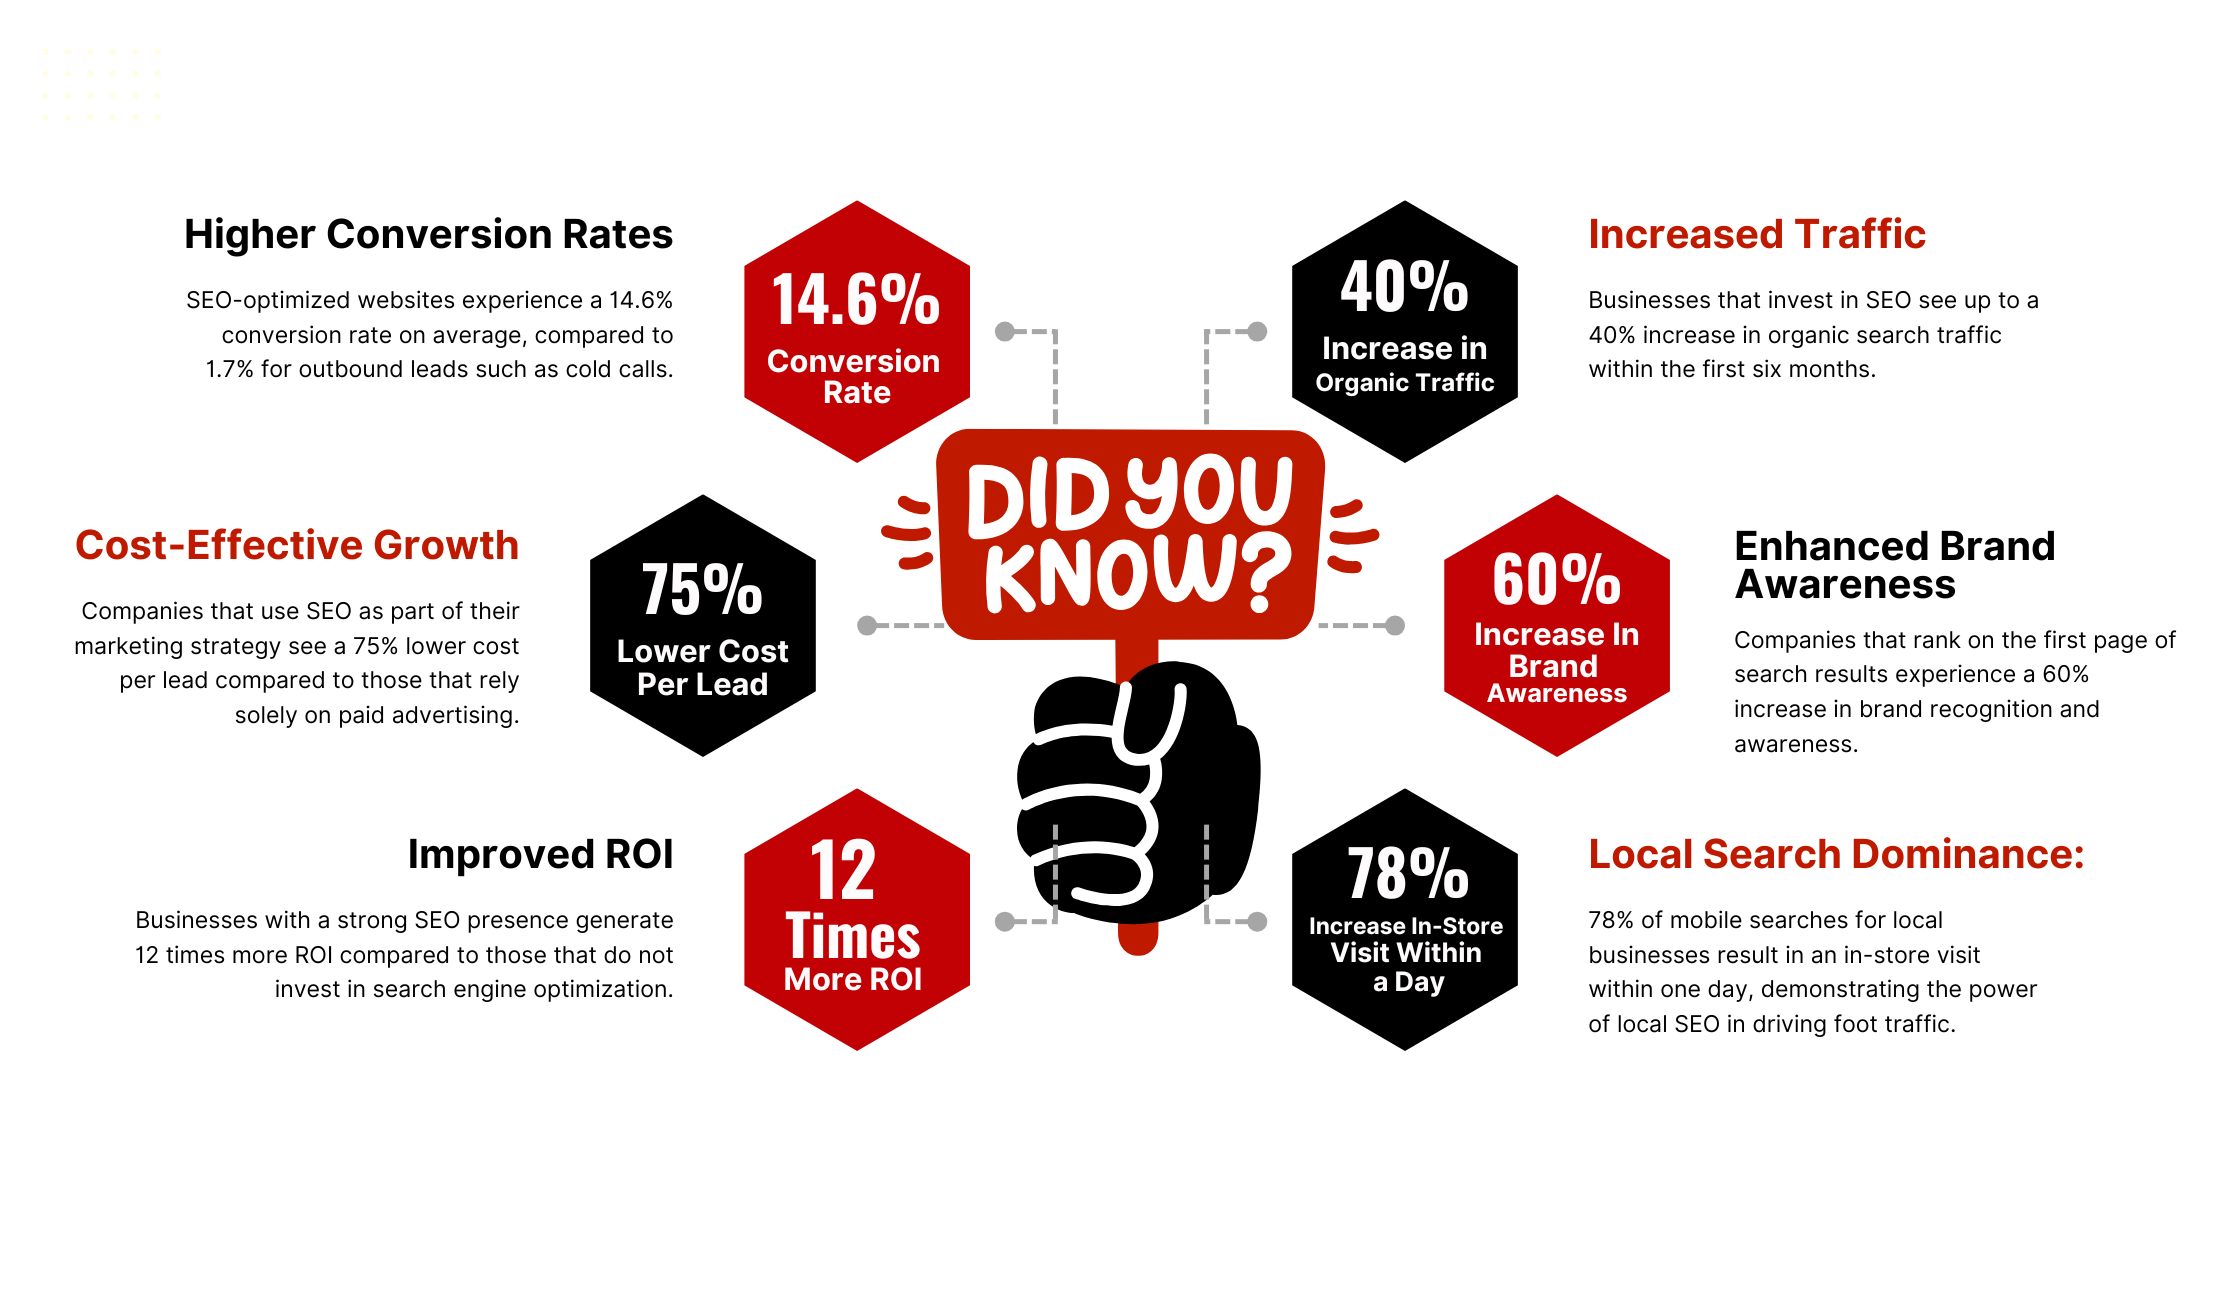 Higher Conversion Rates
SEO-optimized websites experience a 14.6%
conversion rate on average, compared to
1.7% for outbound leads such as cold calls.
14.6%
Conversion
Rate
40%
Increase in
Organic Traffic
Increased Traffic
Businesses that invest in SEO see up to a
40% increase in organic search traffic
within the first six months.
DID YOU
KNOW?
Cost-Effective Growth
Companies that use SEO as part of their
marketing strategy see a 75% lower cost
per lead compared to those that rely
solely on paid advertising.
75%
Lower Cost
Per Lead
60%
Increase In
Brand
Awareness
Enhanced Brand
Awareness
Companies that rank on the first page of
search results experience a 60%
increase in brand recognition and
awareness.
Improved ROI
Businesses with a strong SEO presence generate
12 times more ROI compared to those that do not
invest in search engine optimization.
12
Times
More ROI
78%
Increase In-Store
Visit Within
a Day
Local Search Dominance:
78% of mobile searches for local
businesses result in an in-store visit
within one day, demonstrating the power
of local SEO in driving foot traffic.